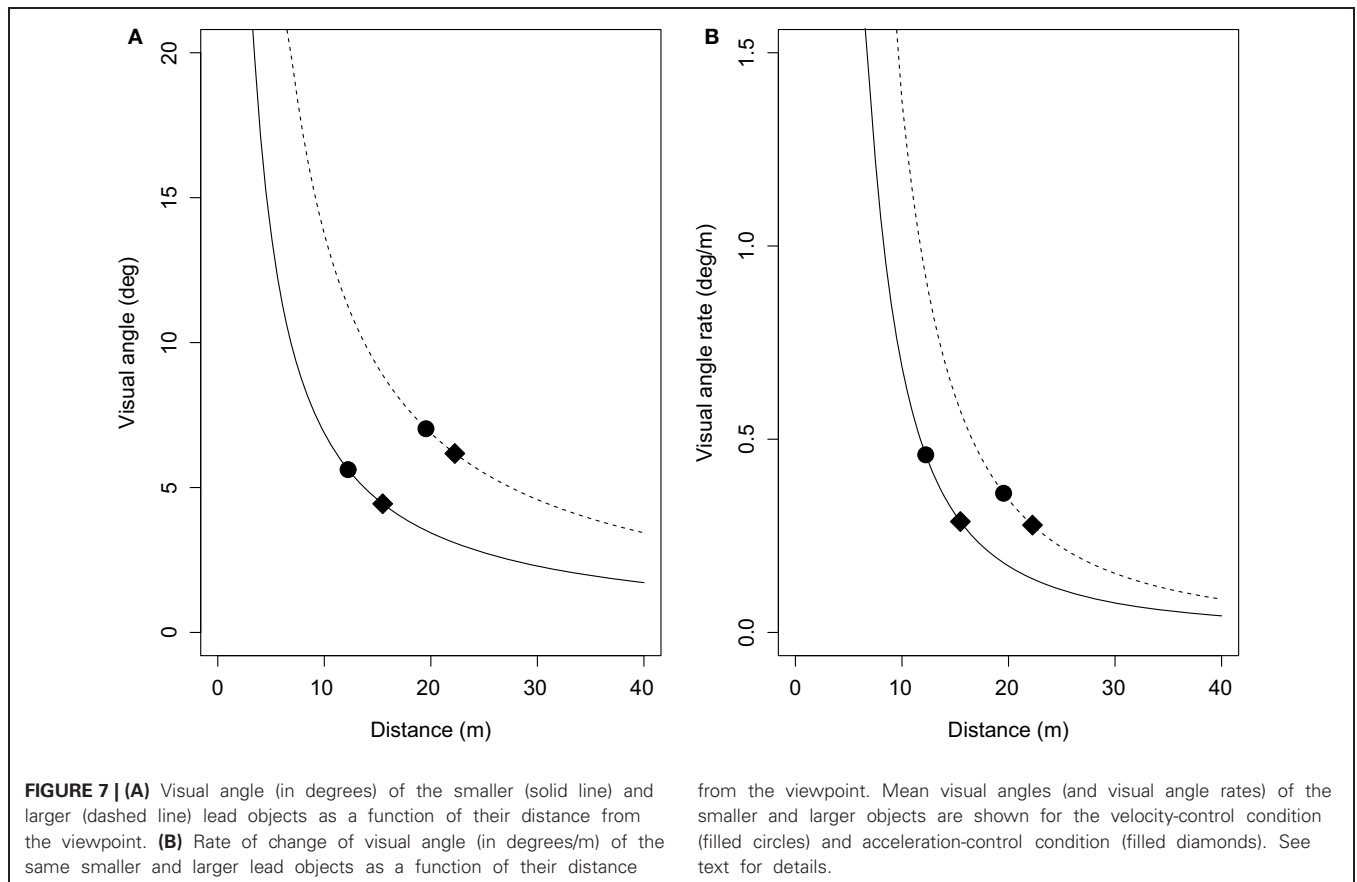 A
20
15
10
5
0
Visual angle (deg)
0 10 20 30 40
Distance (m)
B
1.5
1.0
0.5
0.0
Visual angle rate (deg/m)
0 10 20 30 40
Distance (m)
FIGURE 7 | (A) Visual angle (in degrees) of the smaller (solid line) and
larger (dashed line) lead objects as a function of their distance from
the viewpoint. (B) Rate of change of visual angle (in degrees/m) of the
same smaller and larger lead objects as a function of their distance
from the viewpoint. Mean visual angles (and visual angle rates) of the
smaller and larger objects are shown for the velocity-control condition
(filled circles) and acceleration-control condition (filled diamonds). See
text for details.